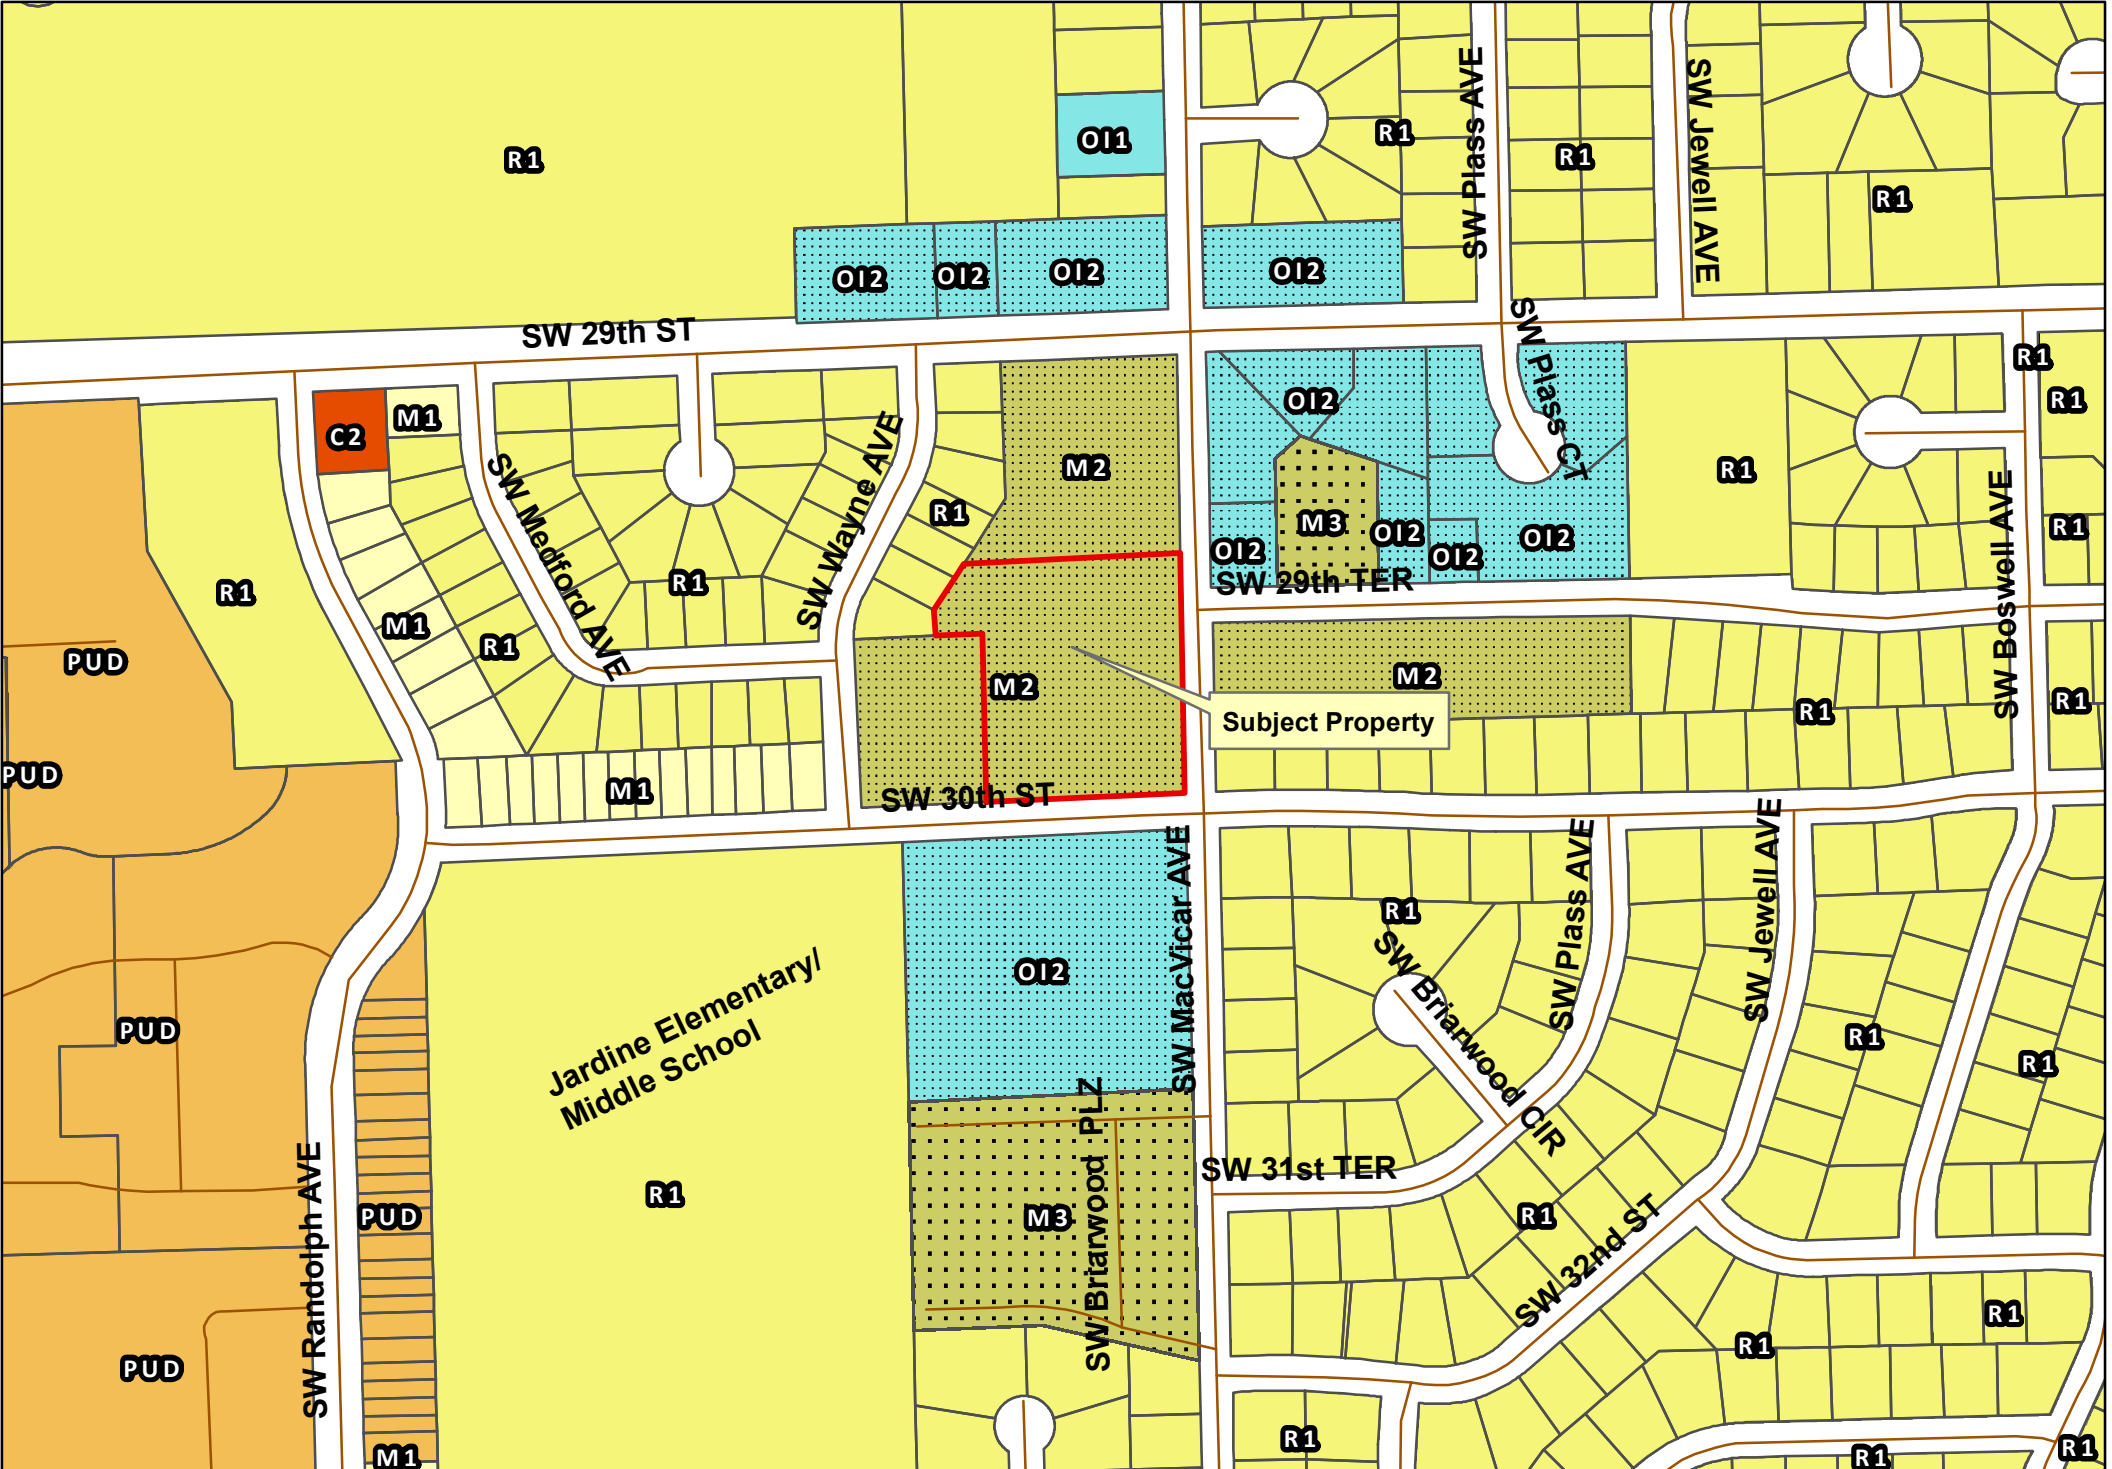 R1
OI1
R1
SW Plass AVE
R1
SW Jewell AVE
R1
OI2
OI2
OI2
OI2
SW 29th ST
SW Plass CT
R1
C2
M1
OI2
R1
M2
R1
SW Medford AVE
SW Wayne AVE
R1
M3
OI2
OI2
OI2
OI2
R1
SW Boswell AVE
R1
R1
SW 29th TER
M1
R1
PUD
M2
M2
Subject Property
R1
R1
PUD
M1
SW 30th ST
SW MacVicar AVE
SW Plass AVE
SW Jewell AVE
R1
SW Briarwood CIR
OI2
PUD
Jardine Elementary/
Middle School
R1
R1
SW Briarwood PLZ
SW 31st TER
SW Randolph AVE
R1
PUD
M3
R1
SW 32nd ST
R1
R1
PUD
R1
M1
R1
R1